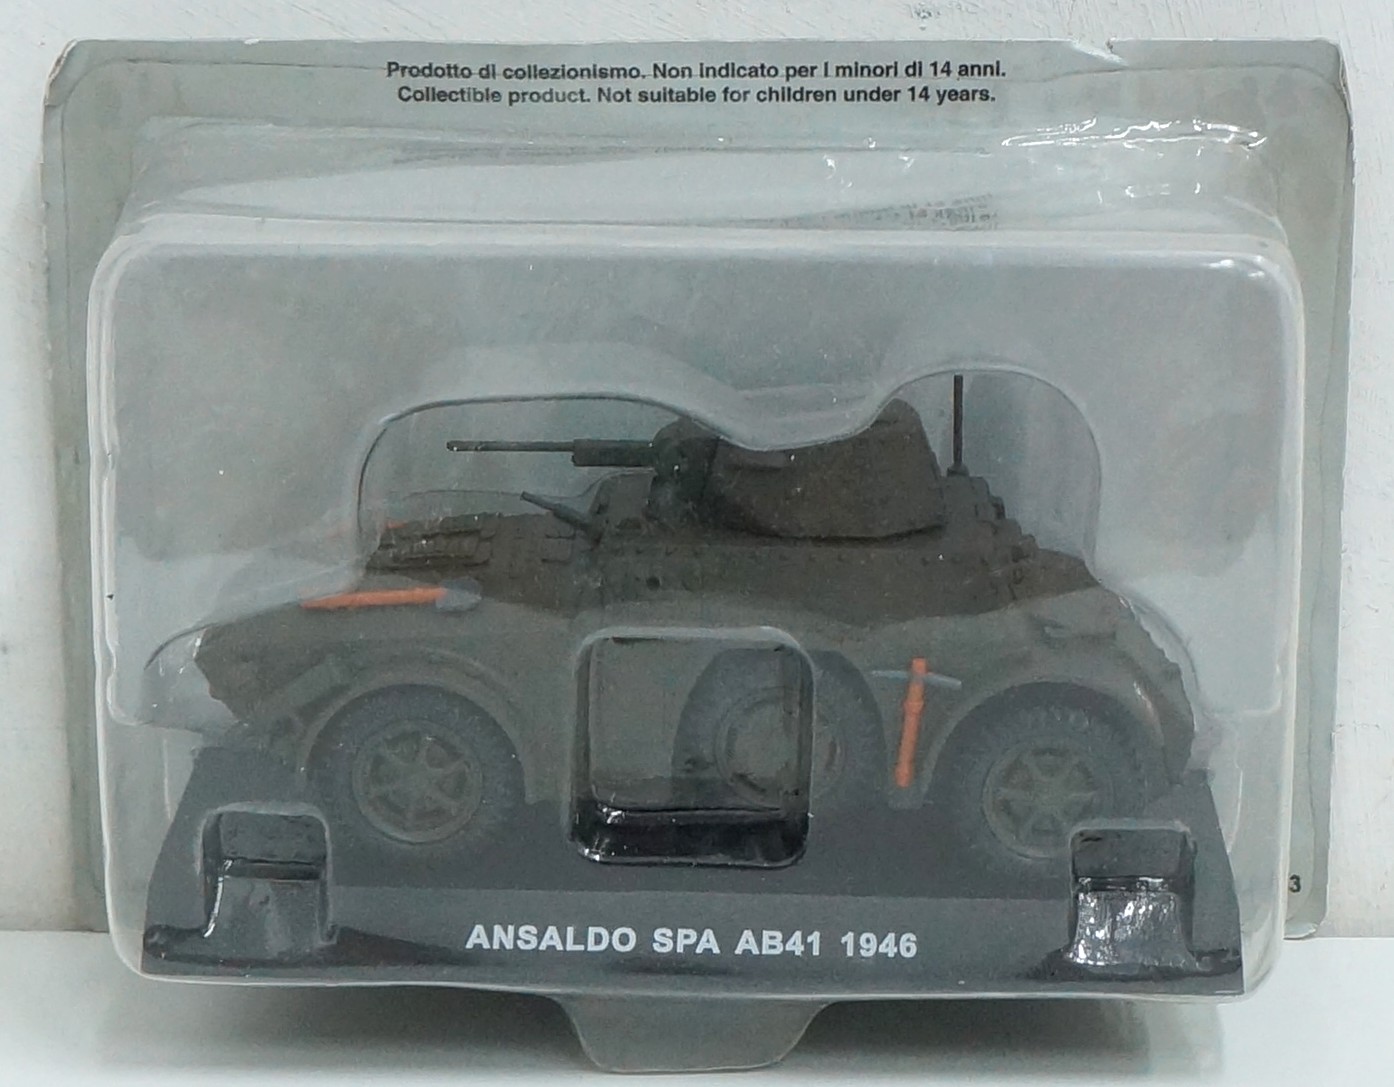 Prodotto di collezionismo. Non indicato per i minori di 14 anni.
Collectible product. Not suitable for children under 14 years.
3
ANSALDO SPA AB41 1946